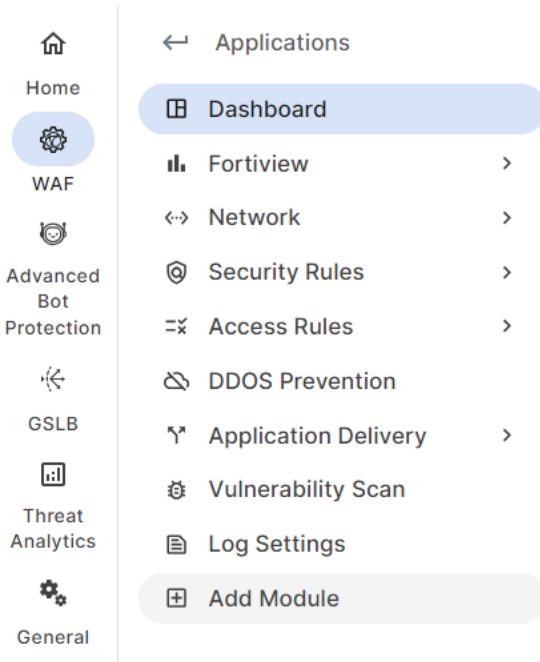 Home
WAF
Advanced
Bot
Protection
GSLB
Threat
Analytics
General
Applications
Dashboard
Fortiview
Network
Security Rules
Access Rules
DDOS Prevention
Application Delivery
Vulnerability Scan
Log Settings
Add Module